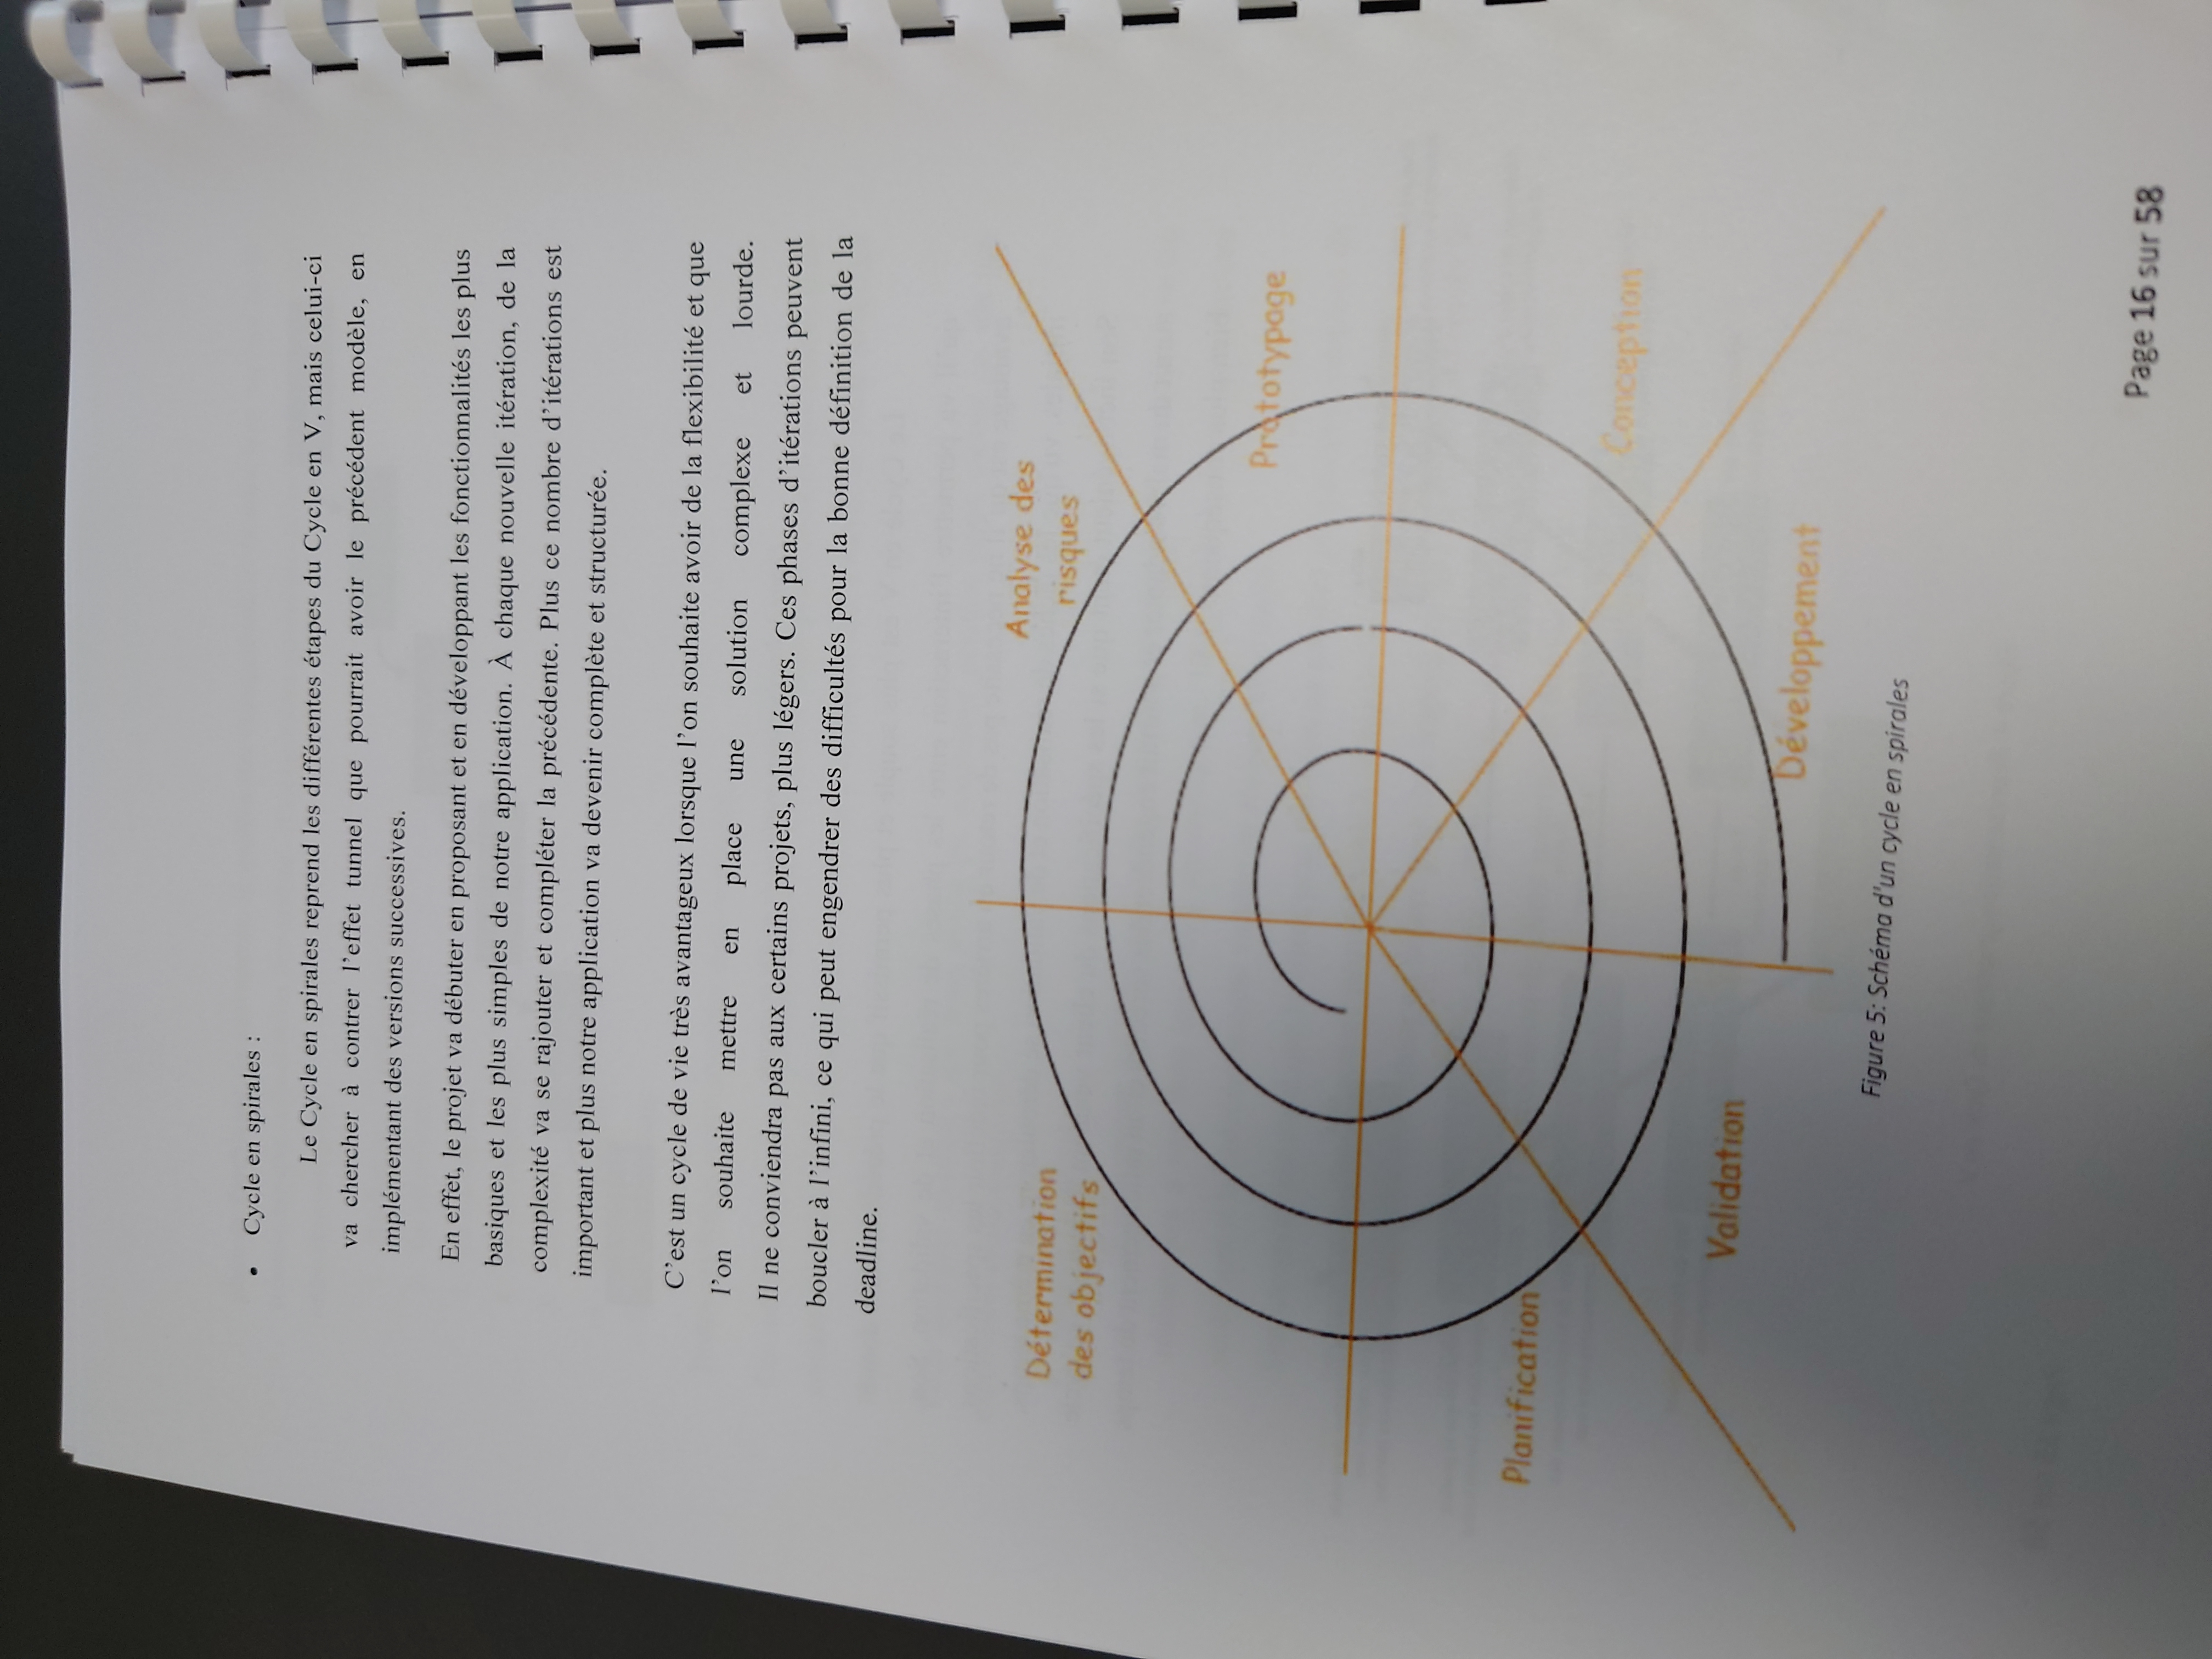 • Cycle en spirales :
Le Cycle en spirales reprend les différentes étapes du Cycle en V, mais celui-ci
va chercher à contrer l’effet tunnel que pourrait avoir le précédent modèle, en
implémentant des versions successives.
En effet, le projet va débuter en proposant et en développant les fonctionnalités les plus
basiques et les plus simples de notre application. À chaque nouvelle itération, de la
complexité va se rajouter et compléter la précédente. Plus ce nombre d’itérations est
important et plus notre application va devenir complète et structurée.
C’est un cycle de vie très avantageux lorsque l’on souhaite avoir de la flexibilité et que
l’on souhaite mettre en place une solution complexe et lourde.
Il ne conviendra pas aux certains projets, plus légers. Ces phases d’itérations peuvent
boucler à l’infini, ce qui peut engendrer des difficultés pour la bonne définition de la
deadline.
Détermination
des objectifs
Analyse des
risques
Prototypage
Planification
Conception
Validation
Développement
Figure 5: Schéma d'un cycle en spirales
Page 16 sur 58